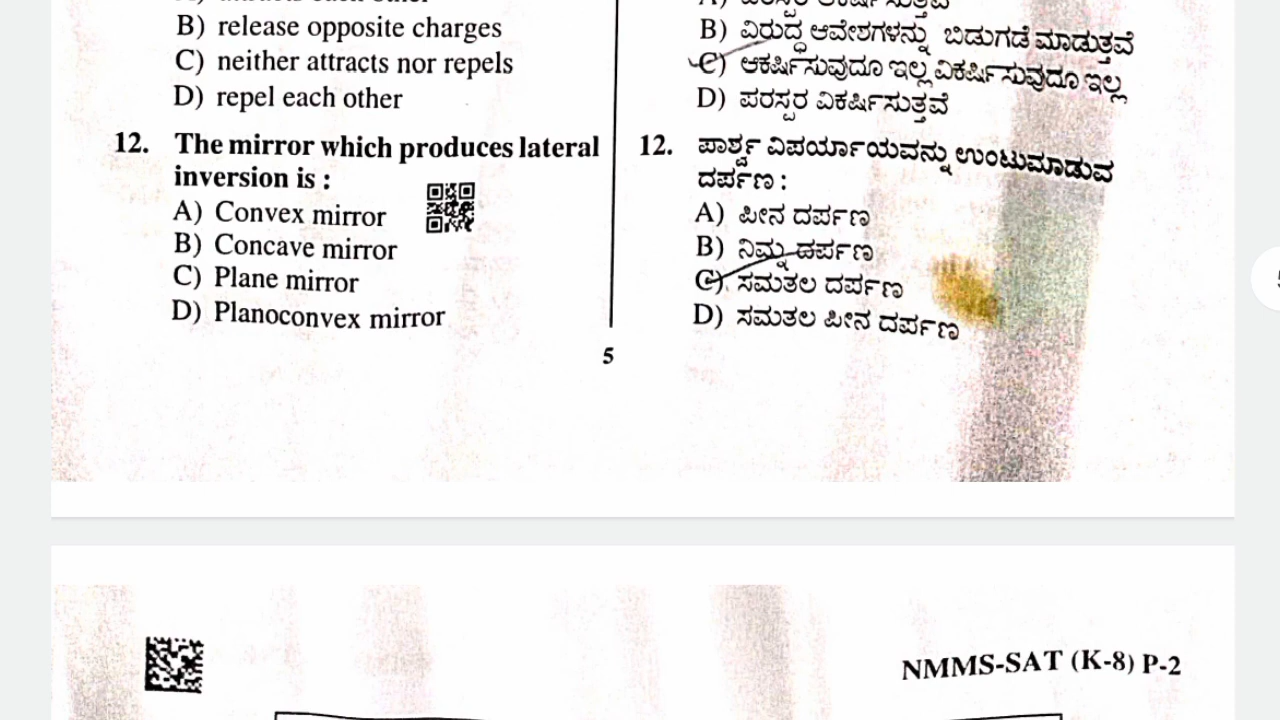 B) release opposite charges
C) neither attracts nor repels
D) repel each other
12. The mirror which produces lateral
inversion is :
A) Convex mirror
B) Concave mirror
C) Plane mirror
D) Planoconvex mirror
B) ವಿರುದ್ಧ ಆವೇಶಗಳನ್ನು ಬಿಡುಗಡೆ ಮಾಡುತ್ತವೆ
C) ಆಕರ್ಷಿಸುವುದೂ ಇಲ್ಲ ವಿಕರ್ಷಿಸುವುದೂ ಇಲ್ಲ
D) ಪರಸ್ಪರ ವಿಕರ್ಷಿಸುತ್ತವೆ
12. ಪಾರ್ಶ್ವ ವಿಪರ್ಯಾಯವನ್ನು ಉಂಟುಮಾಡುವ
ದರ್ಪಣ :
A) ಪೀನ ದರ್ಪಣ
B) ನಿಮ್ನ ದರ್ಪಣ
C) ಸಮತಲ ದರ್ಪಣ
D) ಸಮತಲ ಪೀನ ದರ್ಪಣ
5
NMMS-SAT (K-8) P-2